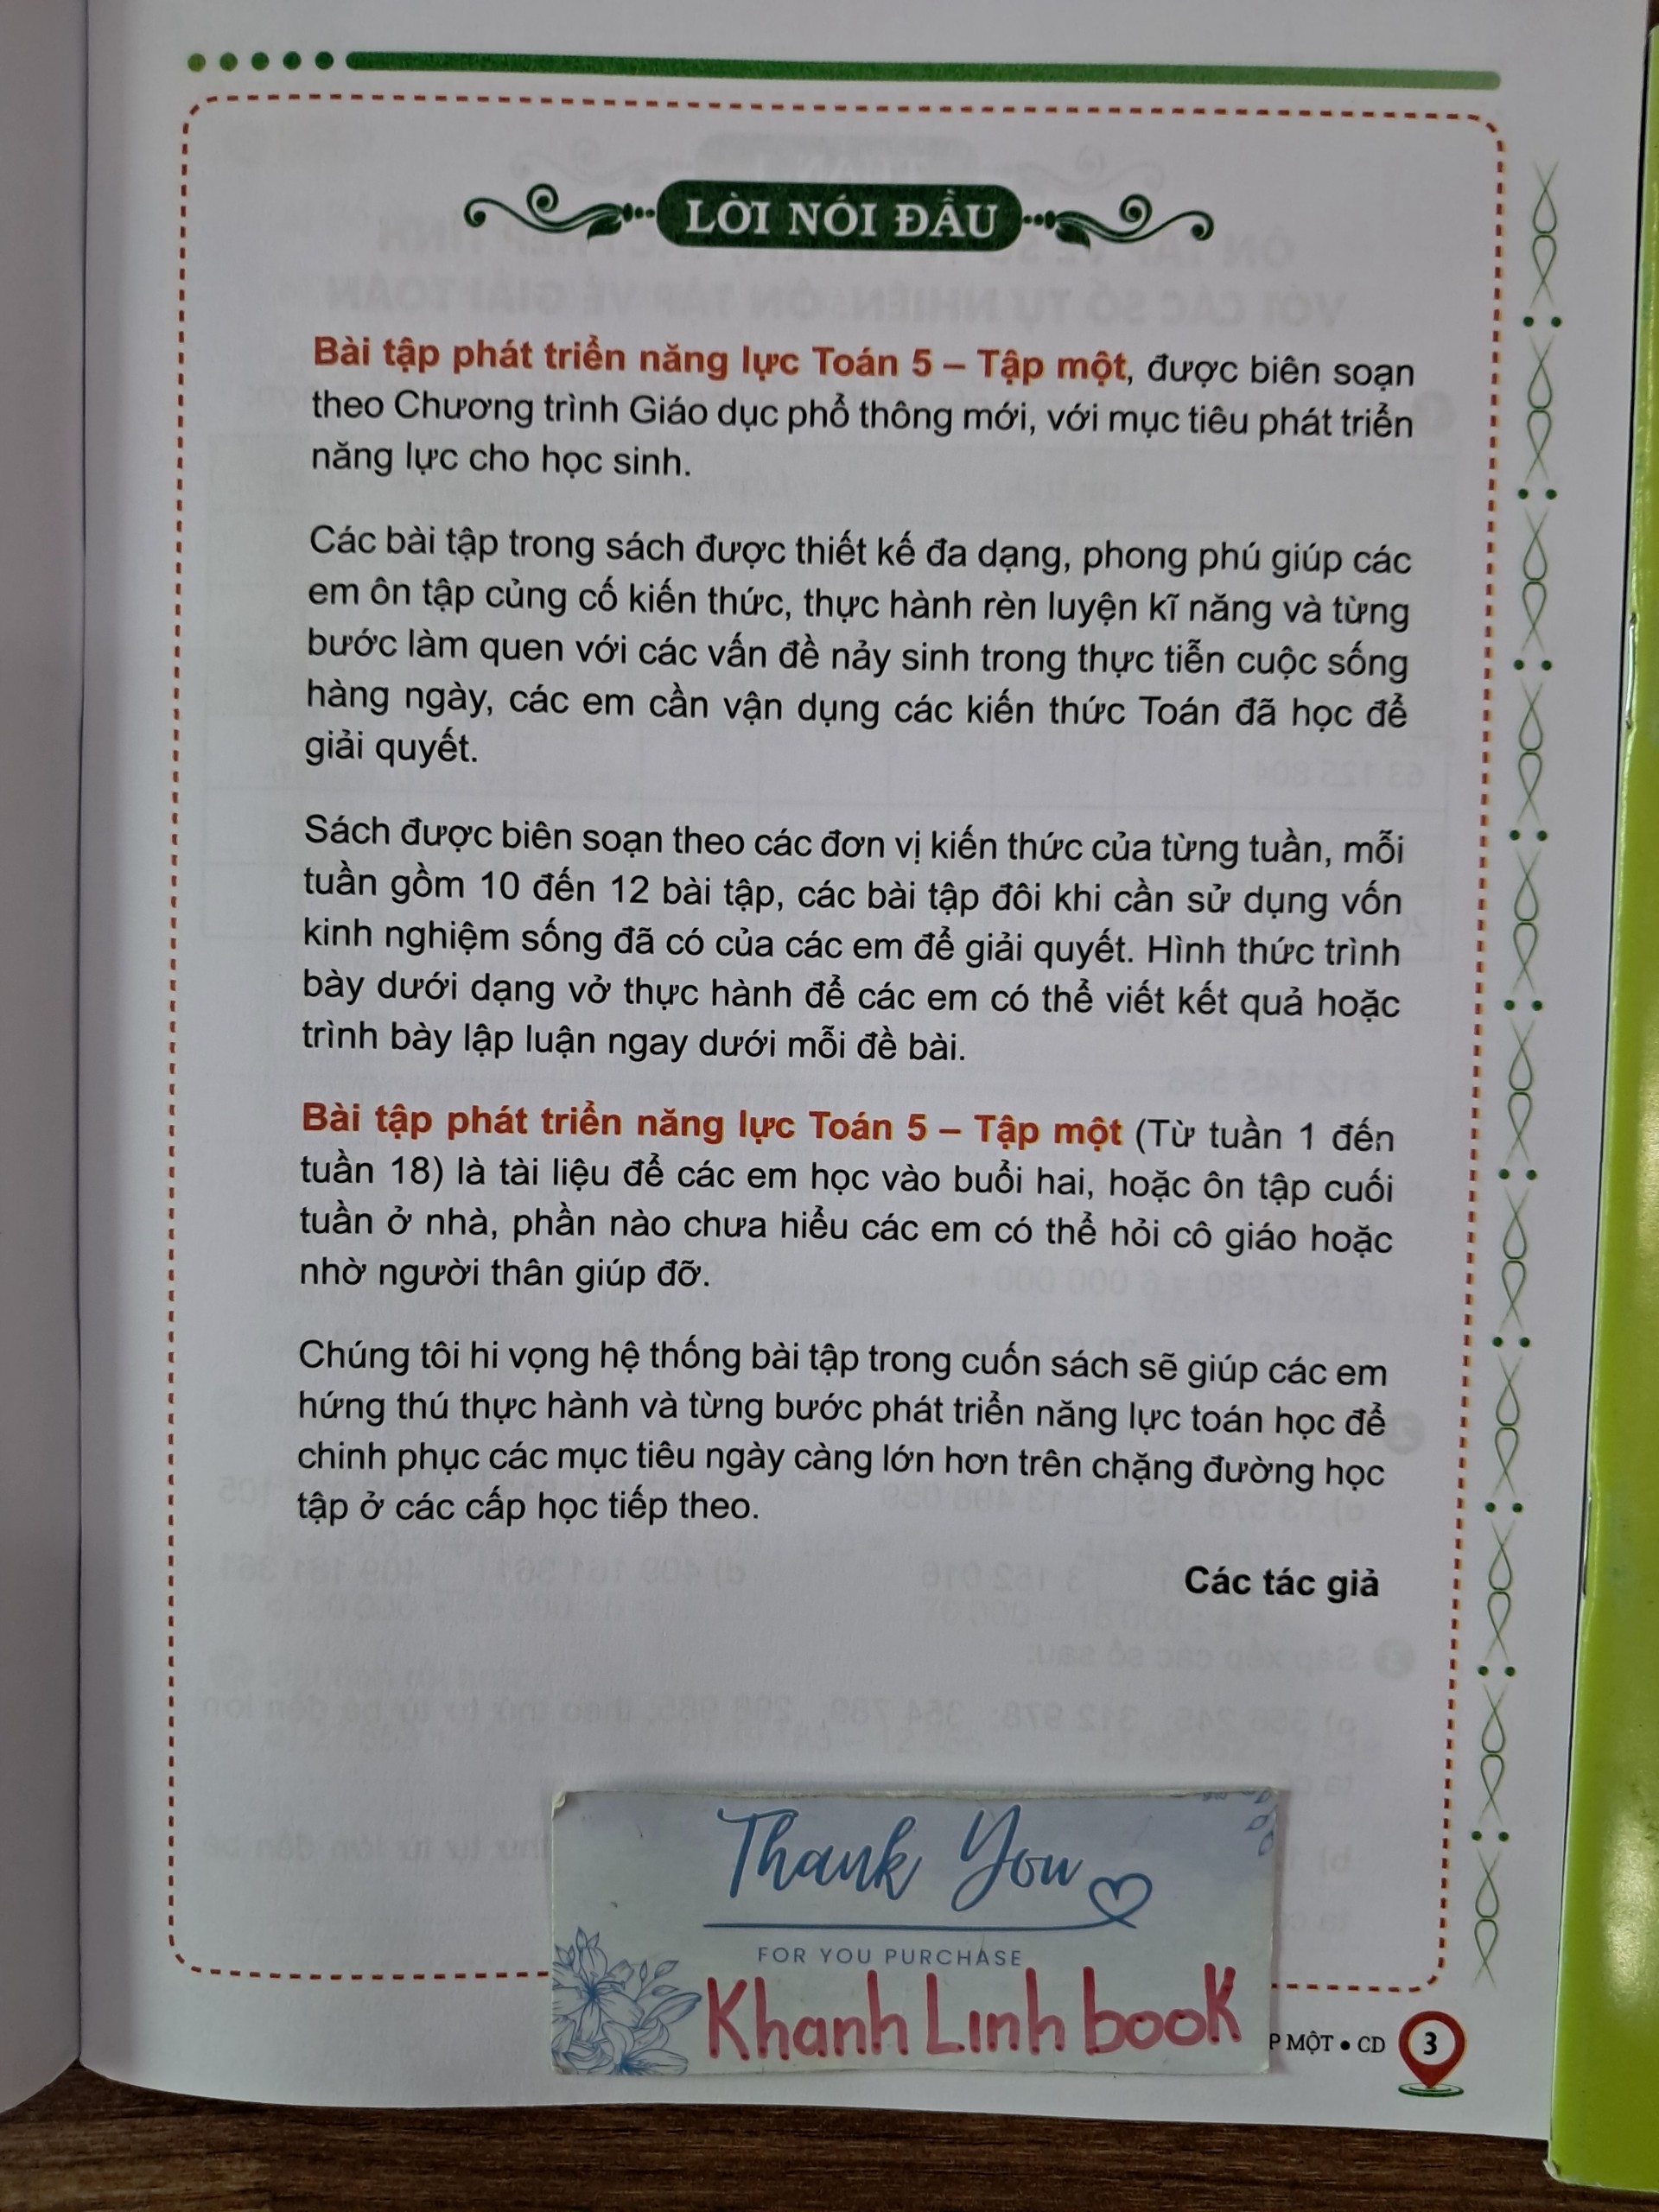 LỜI NÓI ĐẦU
Bài tập phát triển năng lực Toán 5 – Tập một, được biên soạn
theo Chương trình Giáo dục phổ thông mới, với mục tiêu phát triển
năng lực cho học sinh.
Các bài tập trong sách được thiết kế đa dạng, phong phú giúp các
em ôn tập củng cố kiến thức, thực hành rèn luyện kĩ năng và từng
bước làm quen với các vấn đề nảy sinh trong thực tiễn cuộc sống
hàng ngày, các em cần vận dụng các kiến thức Toán đã học để
giải quyết.
Sách được biên soạn theo các đơn vị kiến thức của từng tuần, mỗi
tuần gồm 10 đến 12 bài tập, các bài tập đôi khi cần sử dụng vốn
kinh nghiệm sống đã có của các em để giải quyết. Hình thức trình
bày dưới dạng vở thực hành để các em có thể viết kết quả hoặc
trình bày lập luận ngay dưới mỗi đề bài.
Bài tập phát triển năng lực Toán 5 – Tập một (Từ tuần 1 đến
tuần 18) là tài liệu để các em học vào buổi hai, hoặc ôn tập cuối
tuần ở nhà, phần nào chưa hiểu các em có thể hỏi cô giáo hoặc
nhờ người thân giúp đỡ.
Chúng tôi hi vọng hệ thống bài tập trong cuốn sách sẽ giúp các em
hứng thú thực hành và từng bước phát triển năng lực toán học để
chinh phục các mục tiêu ngày càng lớn hơn trên chặng đường học
tập ở các cấp học tiếp theo.
Các tác giả
Thank You
FOR YOU PURCHASE
Khanh Linh book
P MỘT • CD 3